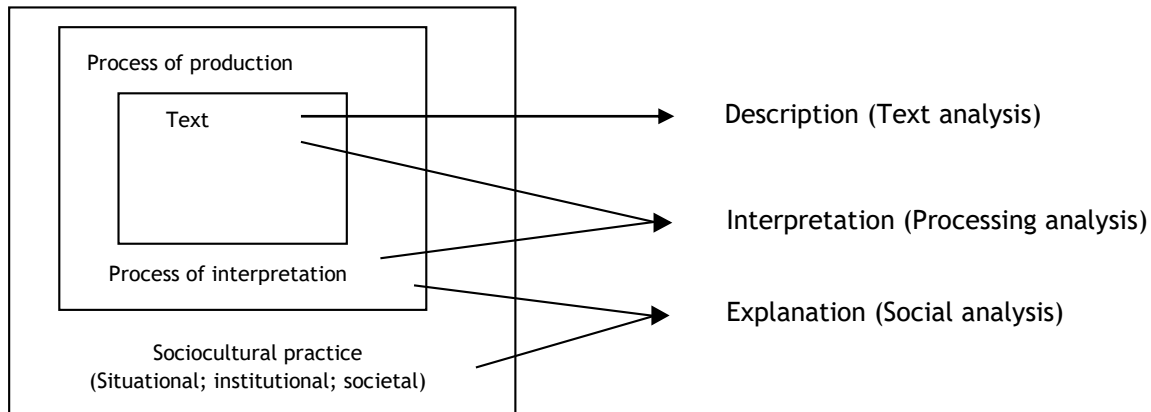 Process of production
Text
Description (Text analysis)
Interpretation (Processing analysis)
Process of interpretation
Explanation (Social analysis)
Sociocultural practice
(Situational; institutional; societal)